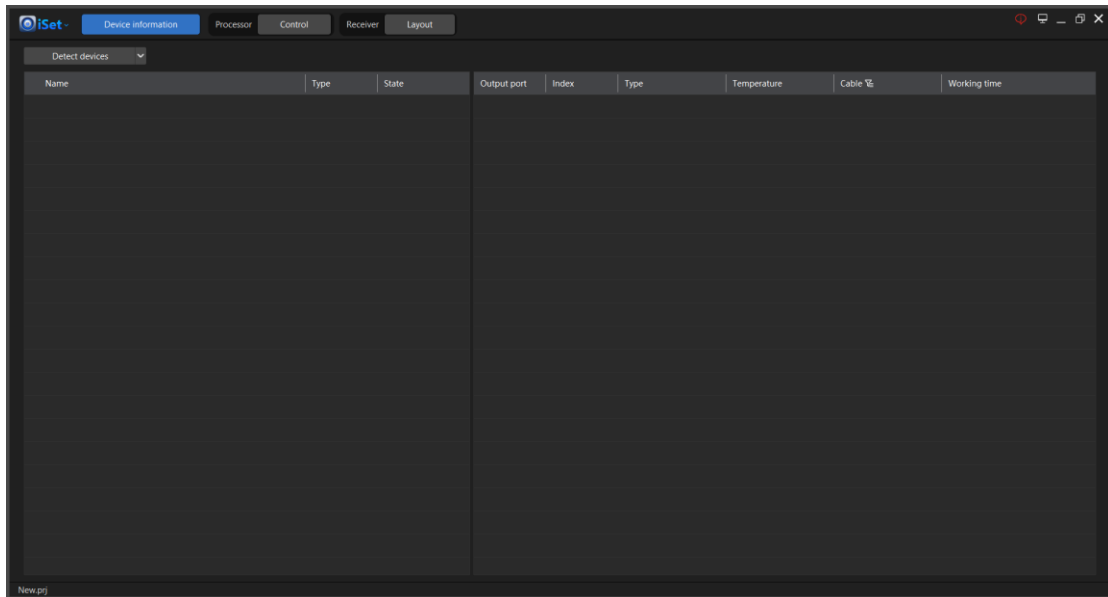 iSet Device information Processor Control Receiver Layout
Detect devices
Name Type State Output port Index Type Temperature Cable Working time
New.prj